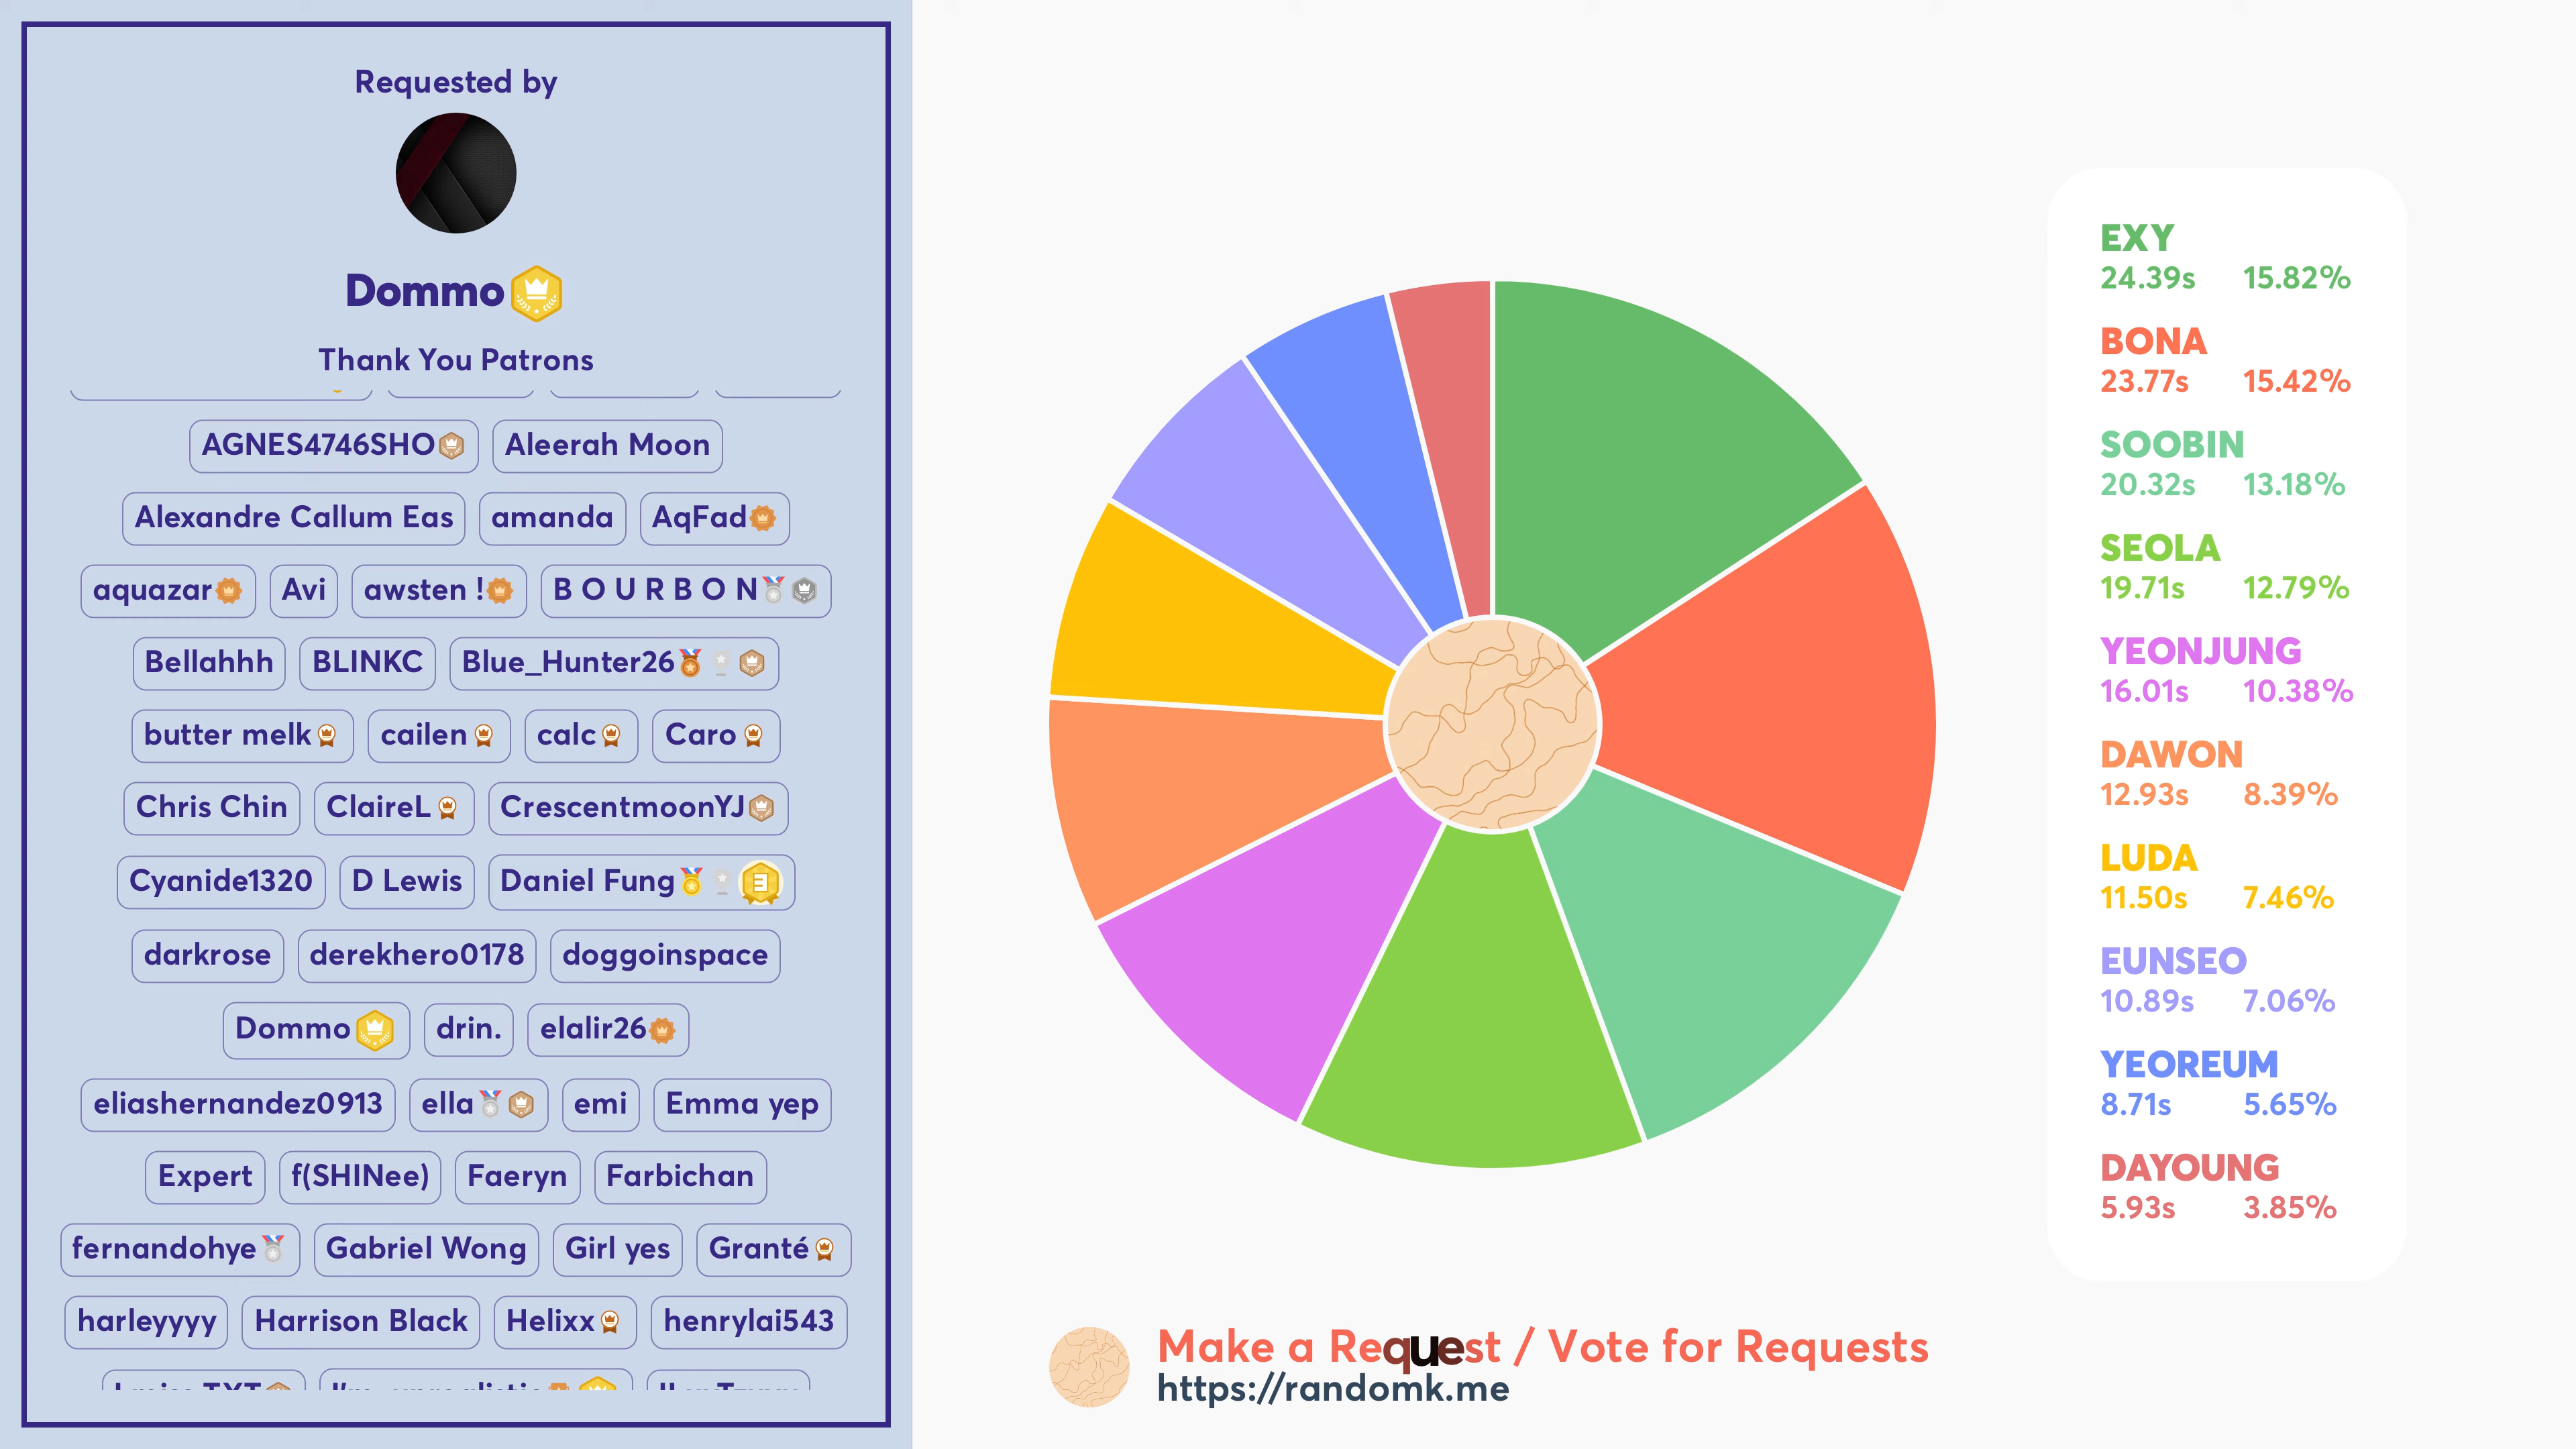 Requested by
Dommo
Thank You Patrons
AGNES4746SHO Aleerah Moon
Alexandre Callum Eas amanda AqFad
aquazar Avi awsten ! B O U R B O N
Bellahhh BLINKC Blue_Hunter26
butter melk cailen calc Caro
Chris Chin ClaireL CrescentmoonYJ
Cyanide1320 D Lewis Daniel Fung 3
darkrose derekhero0178 doggoinspace
Dommo drin. elalir26
eliashernandez0913 ella emi Emma yep
Expert f(SHINee) Faeryn Farbichan
fernandohye Gabriel Wong Girl yes Granté
harleyyyy Harrison Black Helixx henrylai543
EXY
24.39s 15.82%
BONA
23.77s 15.42%
SOOBIN
20.32s 13.18%
SEOLA
19.71s 12.79%
YEONJUNG
16.01s 10.38%
DAWON
12.93s 8.39%
LUDA
11.50s 7.46%
EUNSEO
10.89s 7.06%
YEOREUM
8.71s 5.65%
DAYOUNG
5.93s 3.85%
Make a Request / Vote for Requests
https://randomk.me